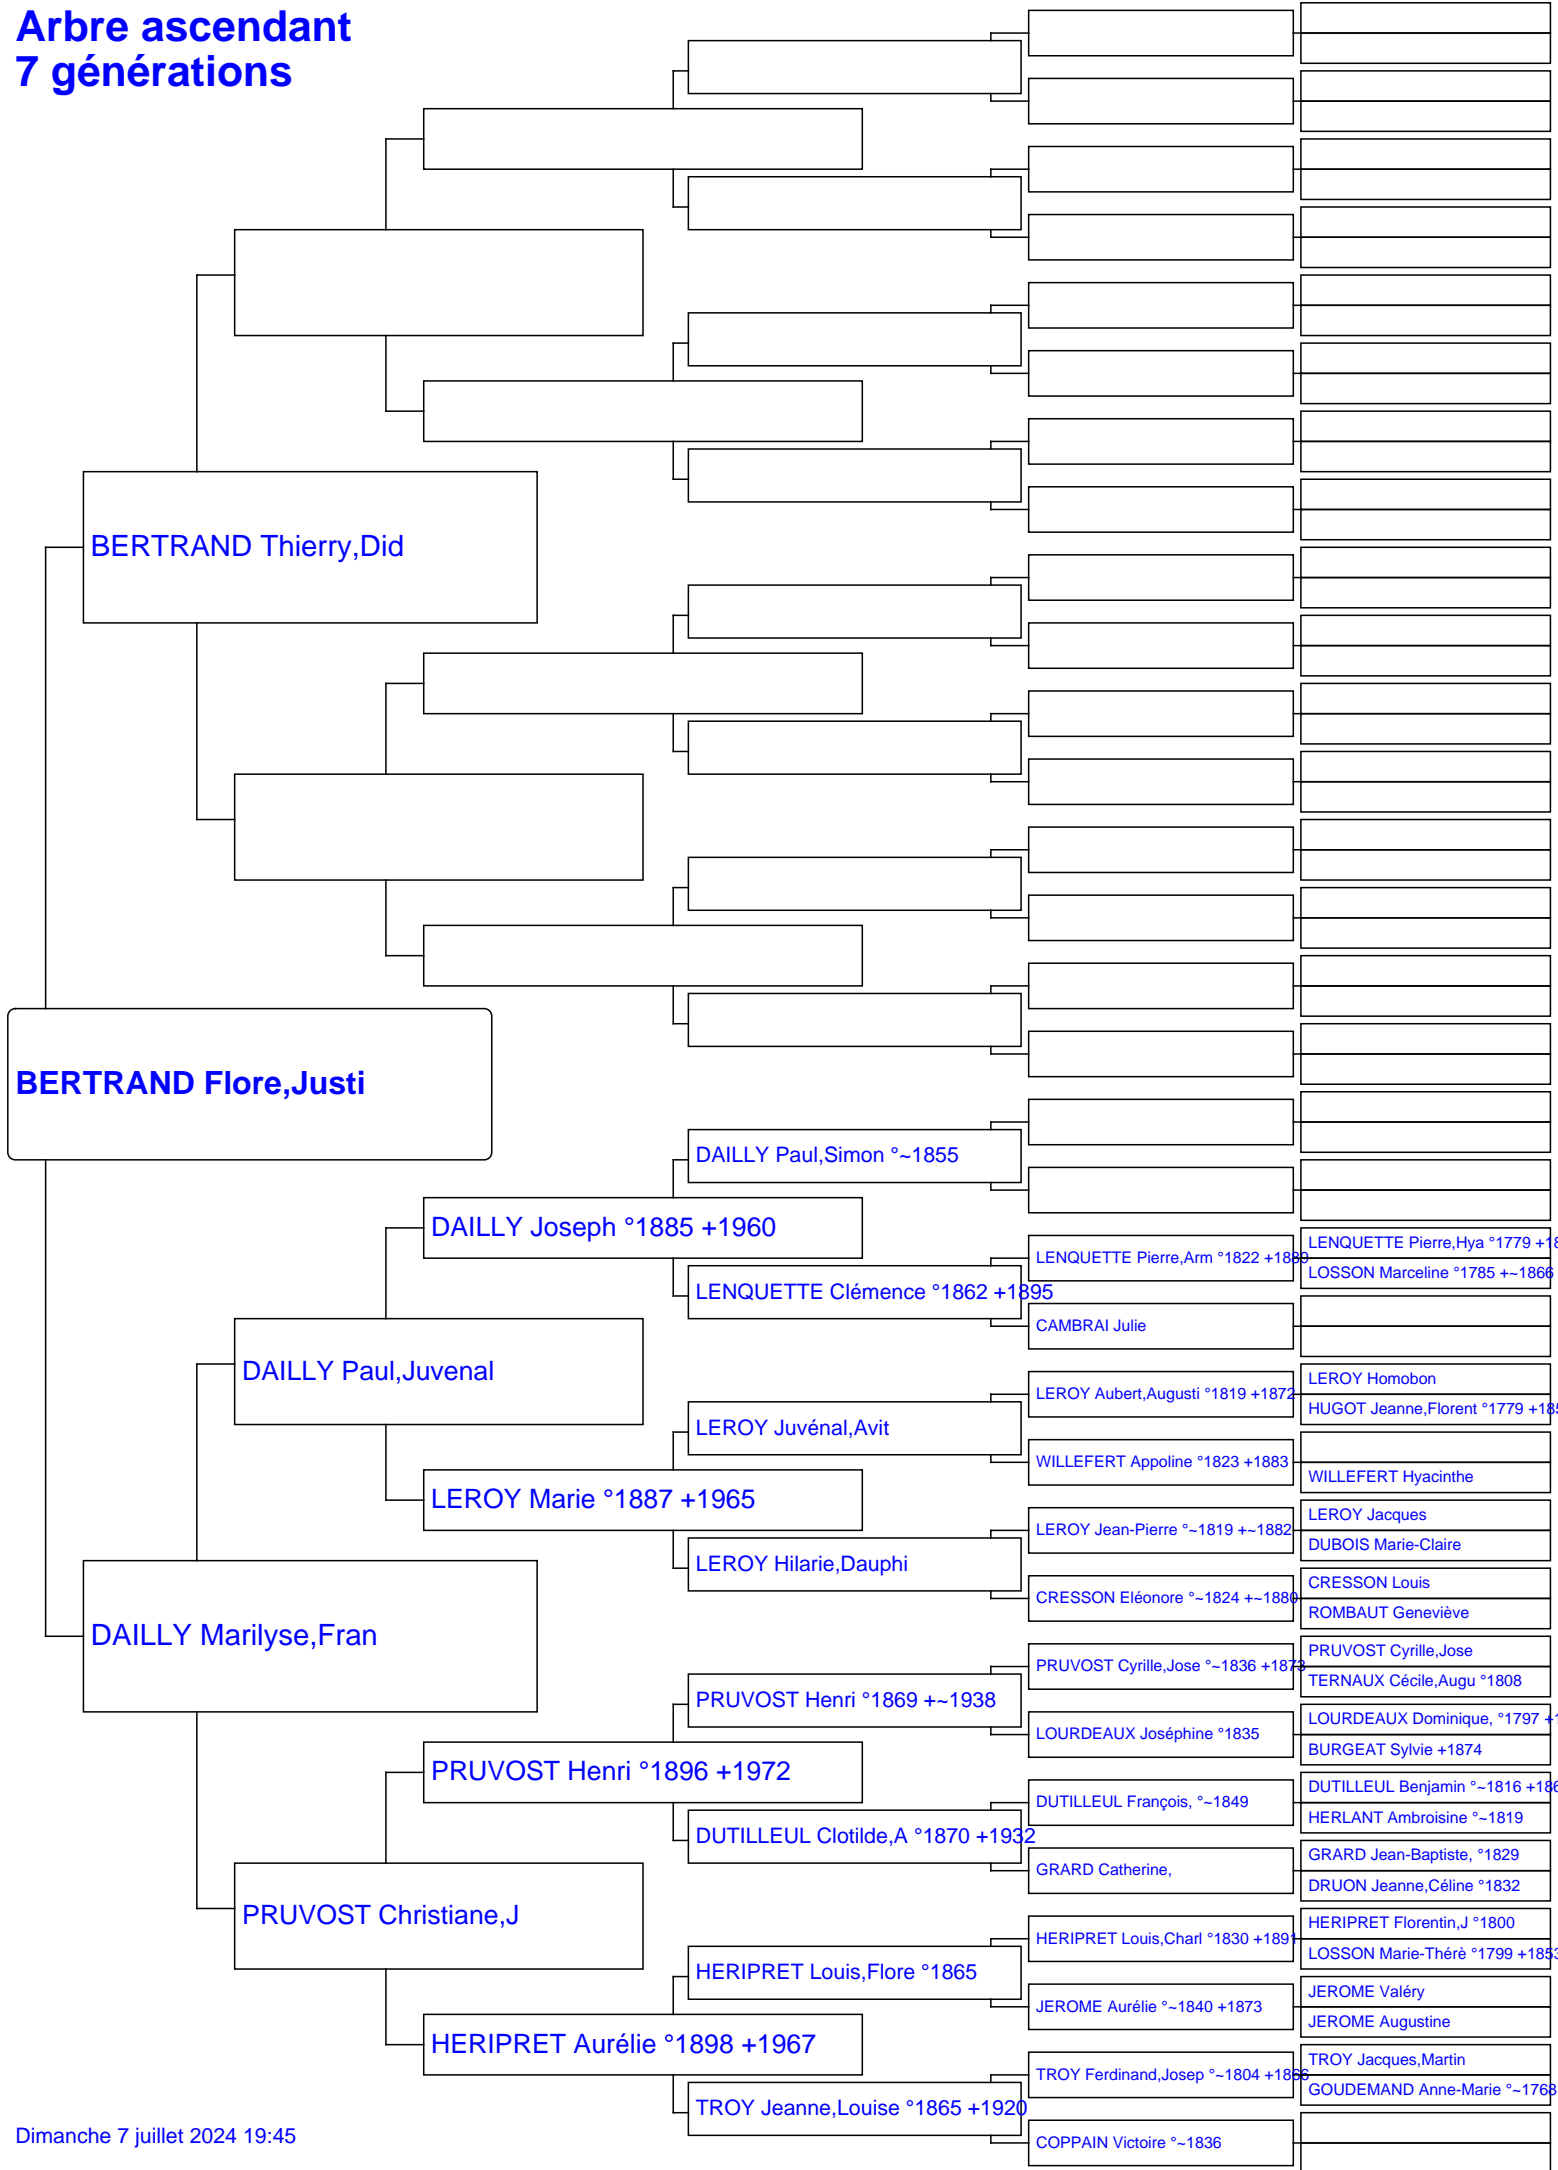 Arbre ascendant
7 générations
BERTRAND Thierry,Did
BERTRAND Flore,Justi
DAILLY Paul,Simon °~1855
DAILLY Joseph °1885 +1960
LENQUETTE Pierre,Hya °1779 +18
LENQUETTE Pierre,Arm °1822 +1889
LOSSON Marceline °1785 +~1866
LENQUETTE Clémence °1862 +1895
CAMBRAI Julie
DAILLY Paul,Juvenal
LEROY Homobon
LEROY Aubert,Augusti °1819 +1872
HUGOT Jeanne,Florent °1779 +185
LEROY Juvénal,Avit
WILLEFERT Appoline °1823 +1883
WILLEFERT Hyacinthe
LEROY Marie °1887 +1965
LEROY Jacques
LEROY Jean-Pierre °~1819 +~1882
DUBOIS Marie-Claire
LEROY Hilarie,Dauphi
CRESSON Louis
CRESSON Eléonore °~1824 +~1880
ROMBAUT Geneviève
DAILLY Marilyse,Fran
PRUVOST Cyrille,Jose
PRUVOST Cyrille,Jose °~1836 +1873
TERNAUX Cécile,Augu °1808
PRUVOST Henri °1869 +~1938
LOURDEAUX Dominique, °1797 +1
LOURDEAUX Joséphine °1835
BURGEAT Sylvie +1874
PRUVOST Henri °1896 +1972
DUTILLEUL Benjamin °~1816 +186
DUTILLEUL François, °~1849
HERLANT Ambroisine °~1819
DUTILLEUL Clotilde,A °1870 +1932
GRARD Jean-Baptiste, °1829
GRARD Catherine,
DRUON Jeanne,Céline °1832
PRUVOST Christiane,J
HERIPRET Florentin,J °1800
HERIPRET Louis,Charl °1830 +1891
LOSSON Marie-Thérè °1799 +1853
HERIPRET Louis,Flore °1865
JEROME Valéry
JEROME Aurélie °~1840 +1873
JEROME Augustine
HERIPRET Aurélie °1898 +1967
TROY Jacques,Martin
TROY Ferdinand,Josep °~1804 +1866
GOUDEMAND Anne-Marie °~1768
TROY Jeanne,Louise °1865 +1920
COPPAIN Victoire °~1836
Dimanche 7 juillet 2024 19:45